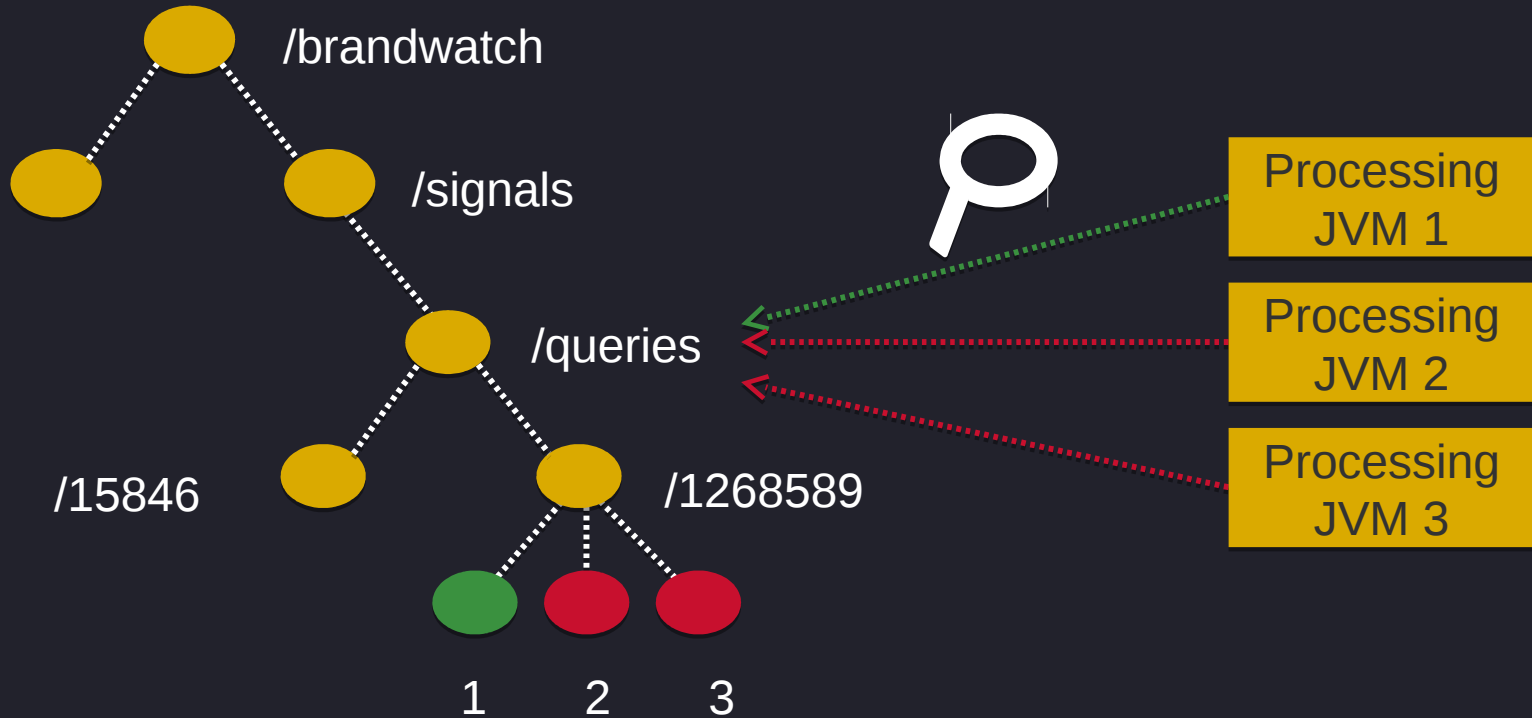 /brandwatch
/signals
/queries
/15846
/1268589
1 2 3
Processing
JVM 1
Processing
JVM 2
Processing
JVM 3